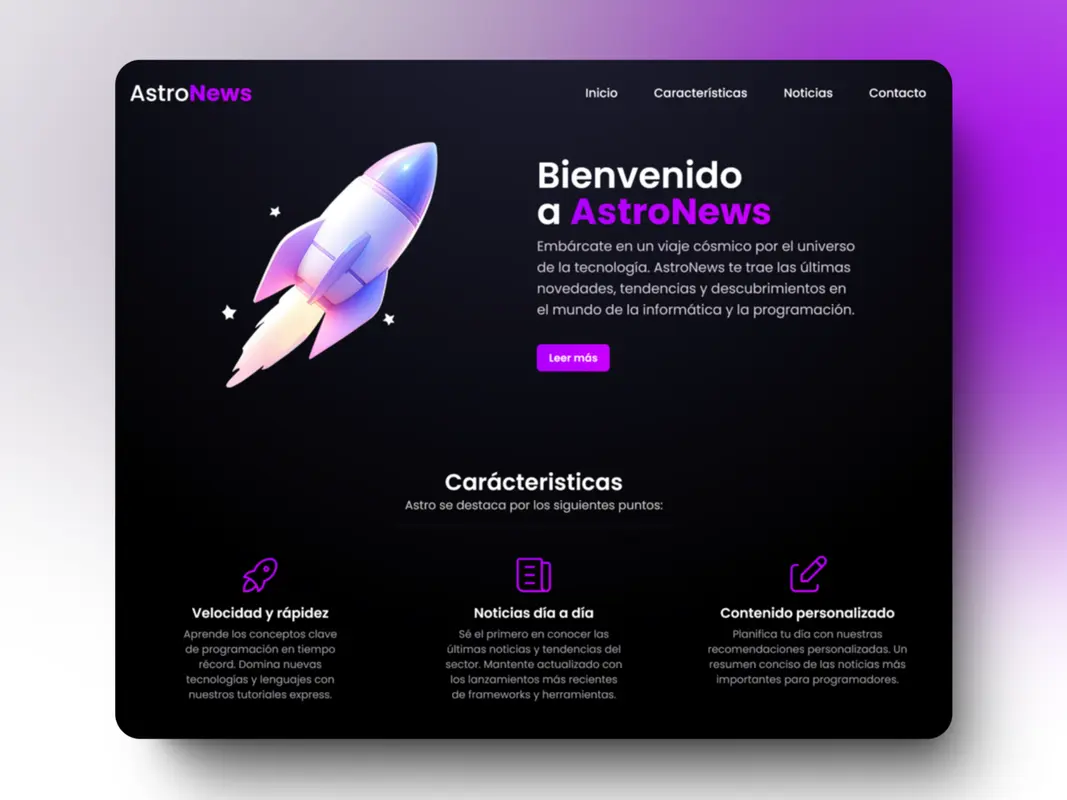 AstroNews
Inicio
Características
Noticias
Contacto
Bienvenido
a AstroNews
Embárcate en un viaje cósmico por el universo
de la tecnología. AstroNews te trae las últimas
novedades, tendencias y descubrimientos en
el mundo de la informática y la programación.
Leer más
Carácteristicas
Astro se destaca por los siguientes puntos:
Velocidad y rápidez
Aprende los conceptos clave
de programación en tiempo
récord. Domina nuevas
tecnologías y lenguajes con
nuestros tutoriales express.
Noticias día a día
Sé el primero en conocer las
últimas noticias y tendencias del
sector. Mantente actualizado con
los lanzamientos más recientes
de frameworks y herramientas.
Contenido personalizado
Planifica tu día con nuestras
recomendaciones personalizadas. Un
resumen conciso de las noticias más
importantes para programadores.